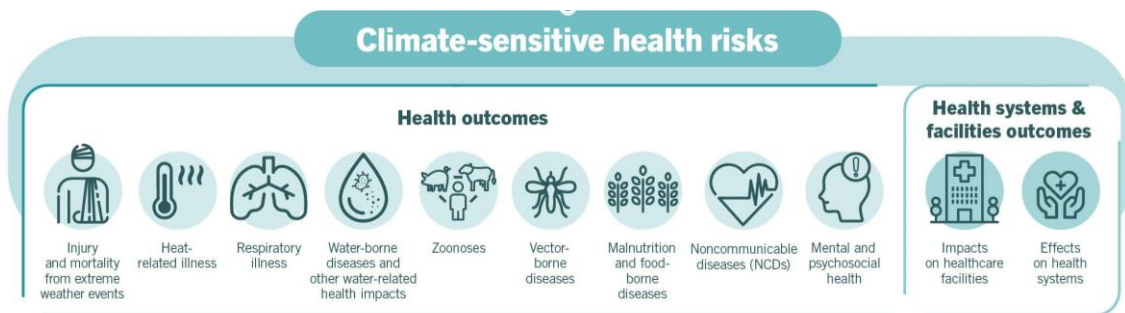 Climate-sensitive health risks
Health outcomes
Injury
and mortality
from extreme
weather events
Heat-
related illness
Respiratory
illness
Water-borne
diseases and
other water-related
health impacts
Zoonoses
Vector-
borne
diseases
Malnutrition
and food-
borne
diseases
Noncommunicable
diseases (NCDs)
Mental and
psychosocial
health
Health systems &
facilities outcomes
Impacts
on healthcare
facilities
Effects
on health
systems